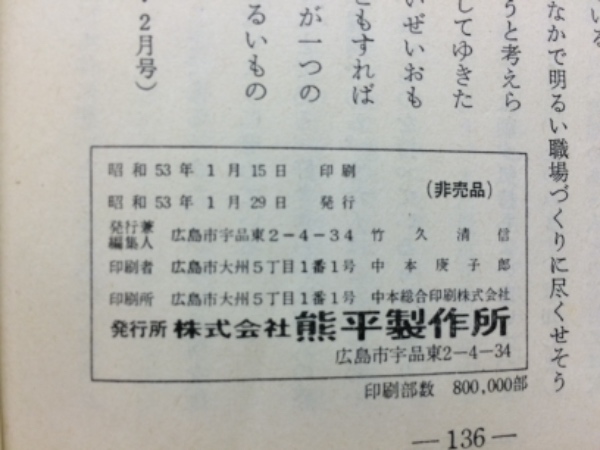 いる
なかで明るい職場づくりに尽くせそう
うと考えら
してゆきた
いぜいおも
ともすれば
が一つの
るいもの
・2月号）
昭和53年1月15日 印刷
昭和53年1月29日 発行
（非売品）
発行兼編集人 広島市宇品東2-4-34 竹久清信
印刷者 広島市大州5丁目1番1号 中本庚子郎
印刷所 広島市大州5丁目1番1号 中本総合印刷株式会社
発行所 株式会社熊平製作所
広島市宇品東2-4-34
印刷部数 800,000部
—136—